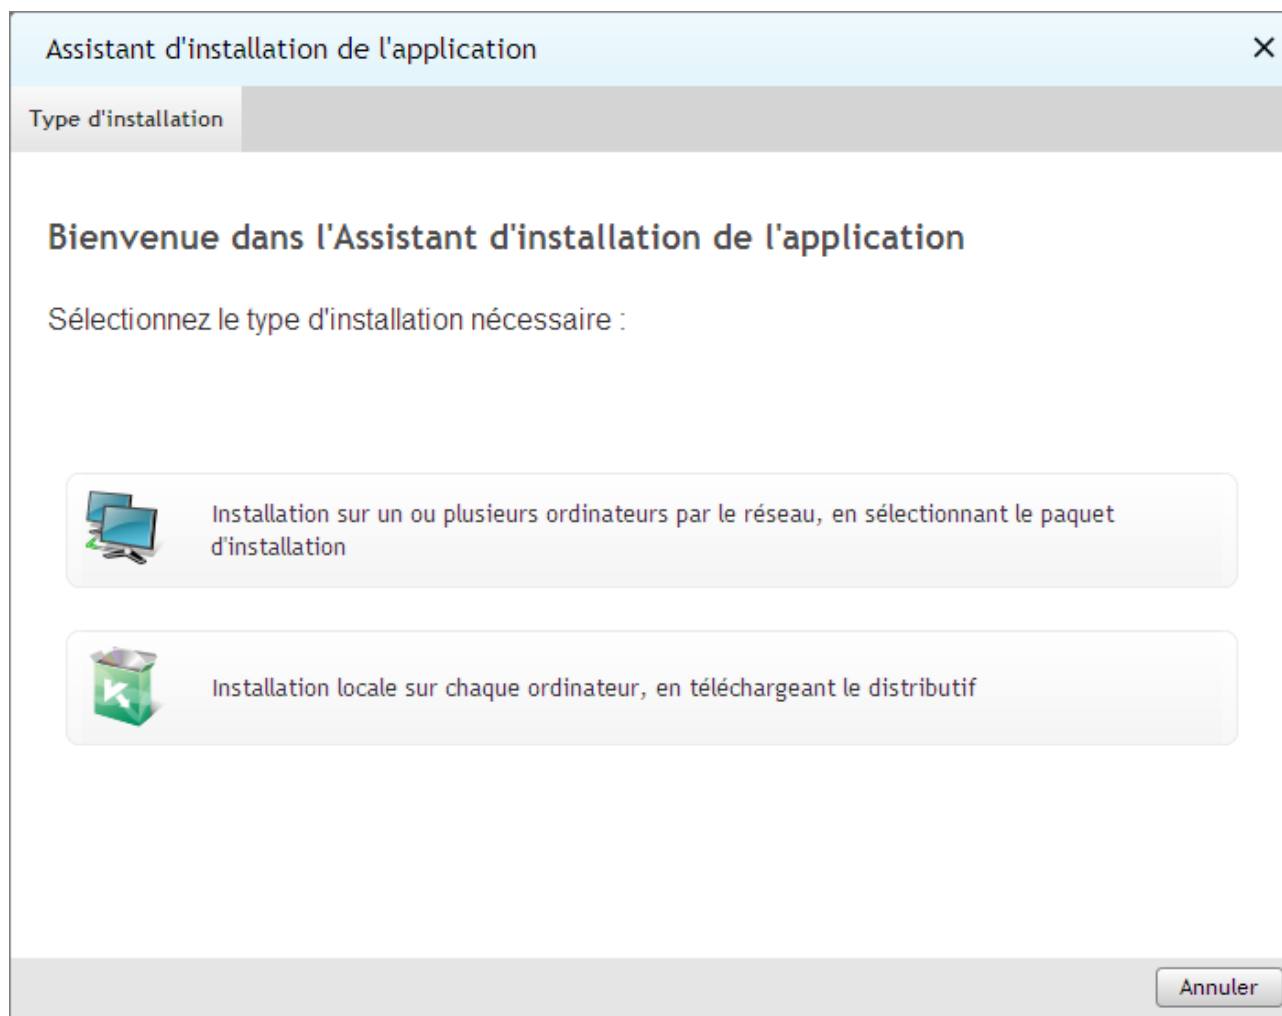 Assistant d'installation de l'application
Type d'installation
Bienvenue dans l'Assistant d'installation de l'application
Sélectionnez le type d'installation nécessaire :
Installation sur un ou plusieurs ordinateurs par le réseau, en sélectionnant le paquet
d'installation
Installation locale sur chaque ordinateur, en téléchargeant le distributif
Annuler